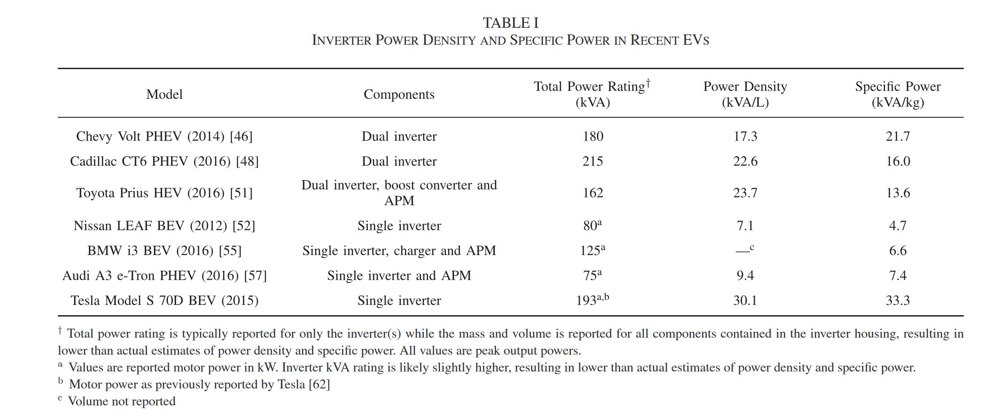 TABLE I
INVERTER POWER DENSITY AND SPECIFIC POWER IN RECENT EVS
Model Components Total Power Rating† (kVA) Power Density (kVA/L) Specific Power (kVA/kg)
Chevy Volt PHEV (2014) [46] Dual inverter 180 17.3 21.7
Cadillac CT6 PHEV (2016) [48] Dual inverter 215 22.6 16.0
Toyota Prius HEV (2016) [51] Dual inverter, boost converter and APM 162 23.7 13.6
Nissan LEAF BEV (2012) [52] Single inverter 80a 7.1 4.7
BMW i3 BEV (2016) [55] Single inverter, charger and APM 125a —c 6.6
Audi A3 e-Tron PHEV (2016) [57] Single inverter and APM 75a 9.4 7.4
Tesla Model S 70D BEV (2015) Single inverter 193a,b 30.1 33.3
† Total power rating is typically reported for only the inverter(s) while the mass and volume is reported for all components contained in the inverter housing, resulting in
lower than actual estimates of power density and specific power. All values are peak output powers.
a Values are reported motor power in kW. Inverter kVA rating is likely slightly higher, resulting in lower than actual estimates of power density and specific power.
b Motor power as previously reported by Tesla [62]
c Volume not reported